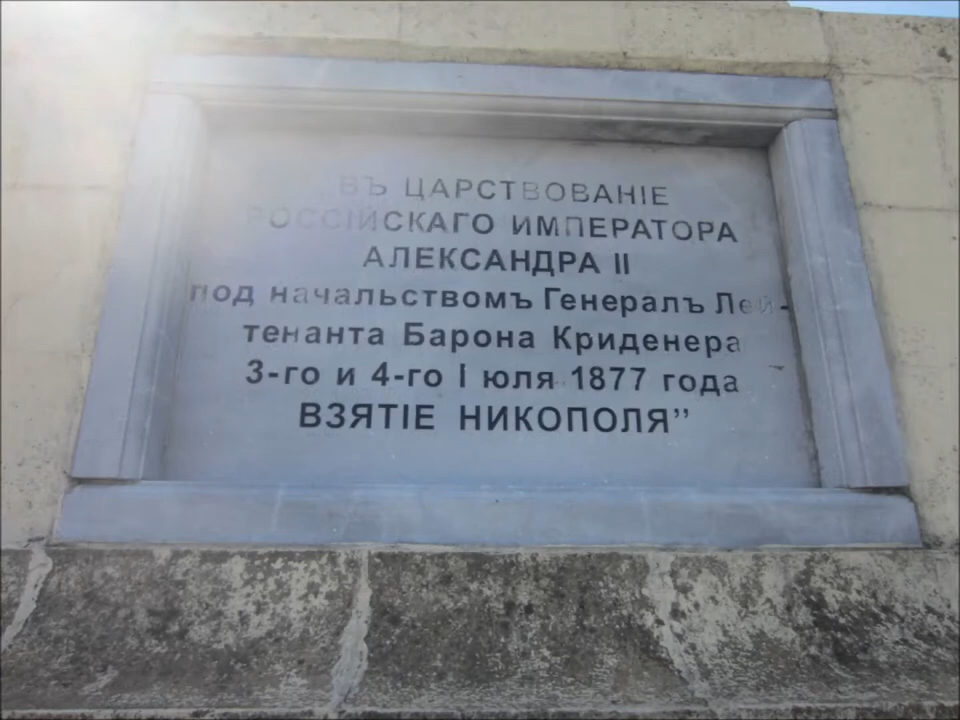 ВЪ ЦАРСТВОВАНІЕ
РОССІЙСКАГО ИМПЕРАТОРА
АЛЕКСАНДРА II
под начальствомъ Генералъ Лей-
тенанта Барона Криденера
3-го и 4-го Іюля 1877 года
ВЗЯТІЕ НИКОПОЛЯ”